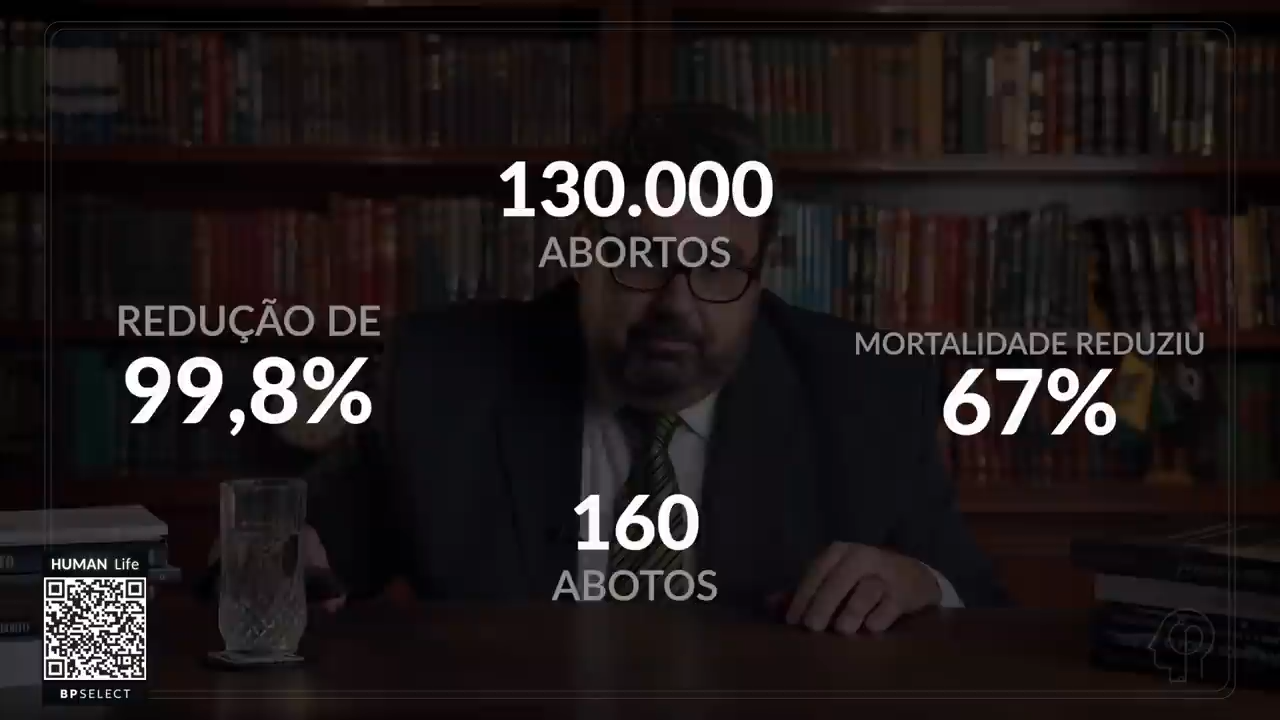 130.000
ABORTOS
REDUÇÃO DE
99,8%
MORTALIDADE REDUZIU
67%
160
ABOTOS
HUMAN Life
BPSELECT